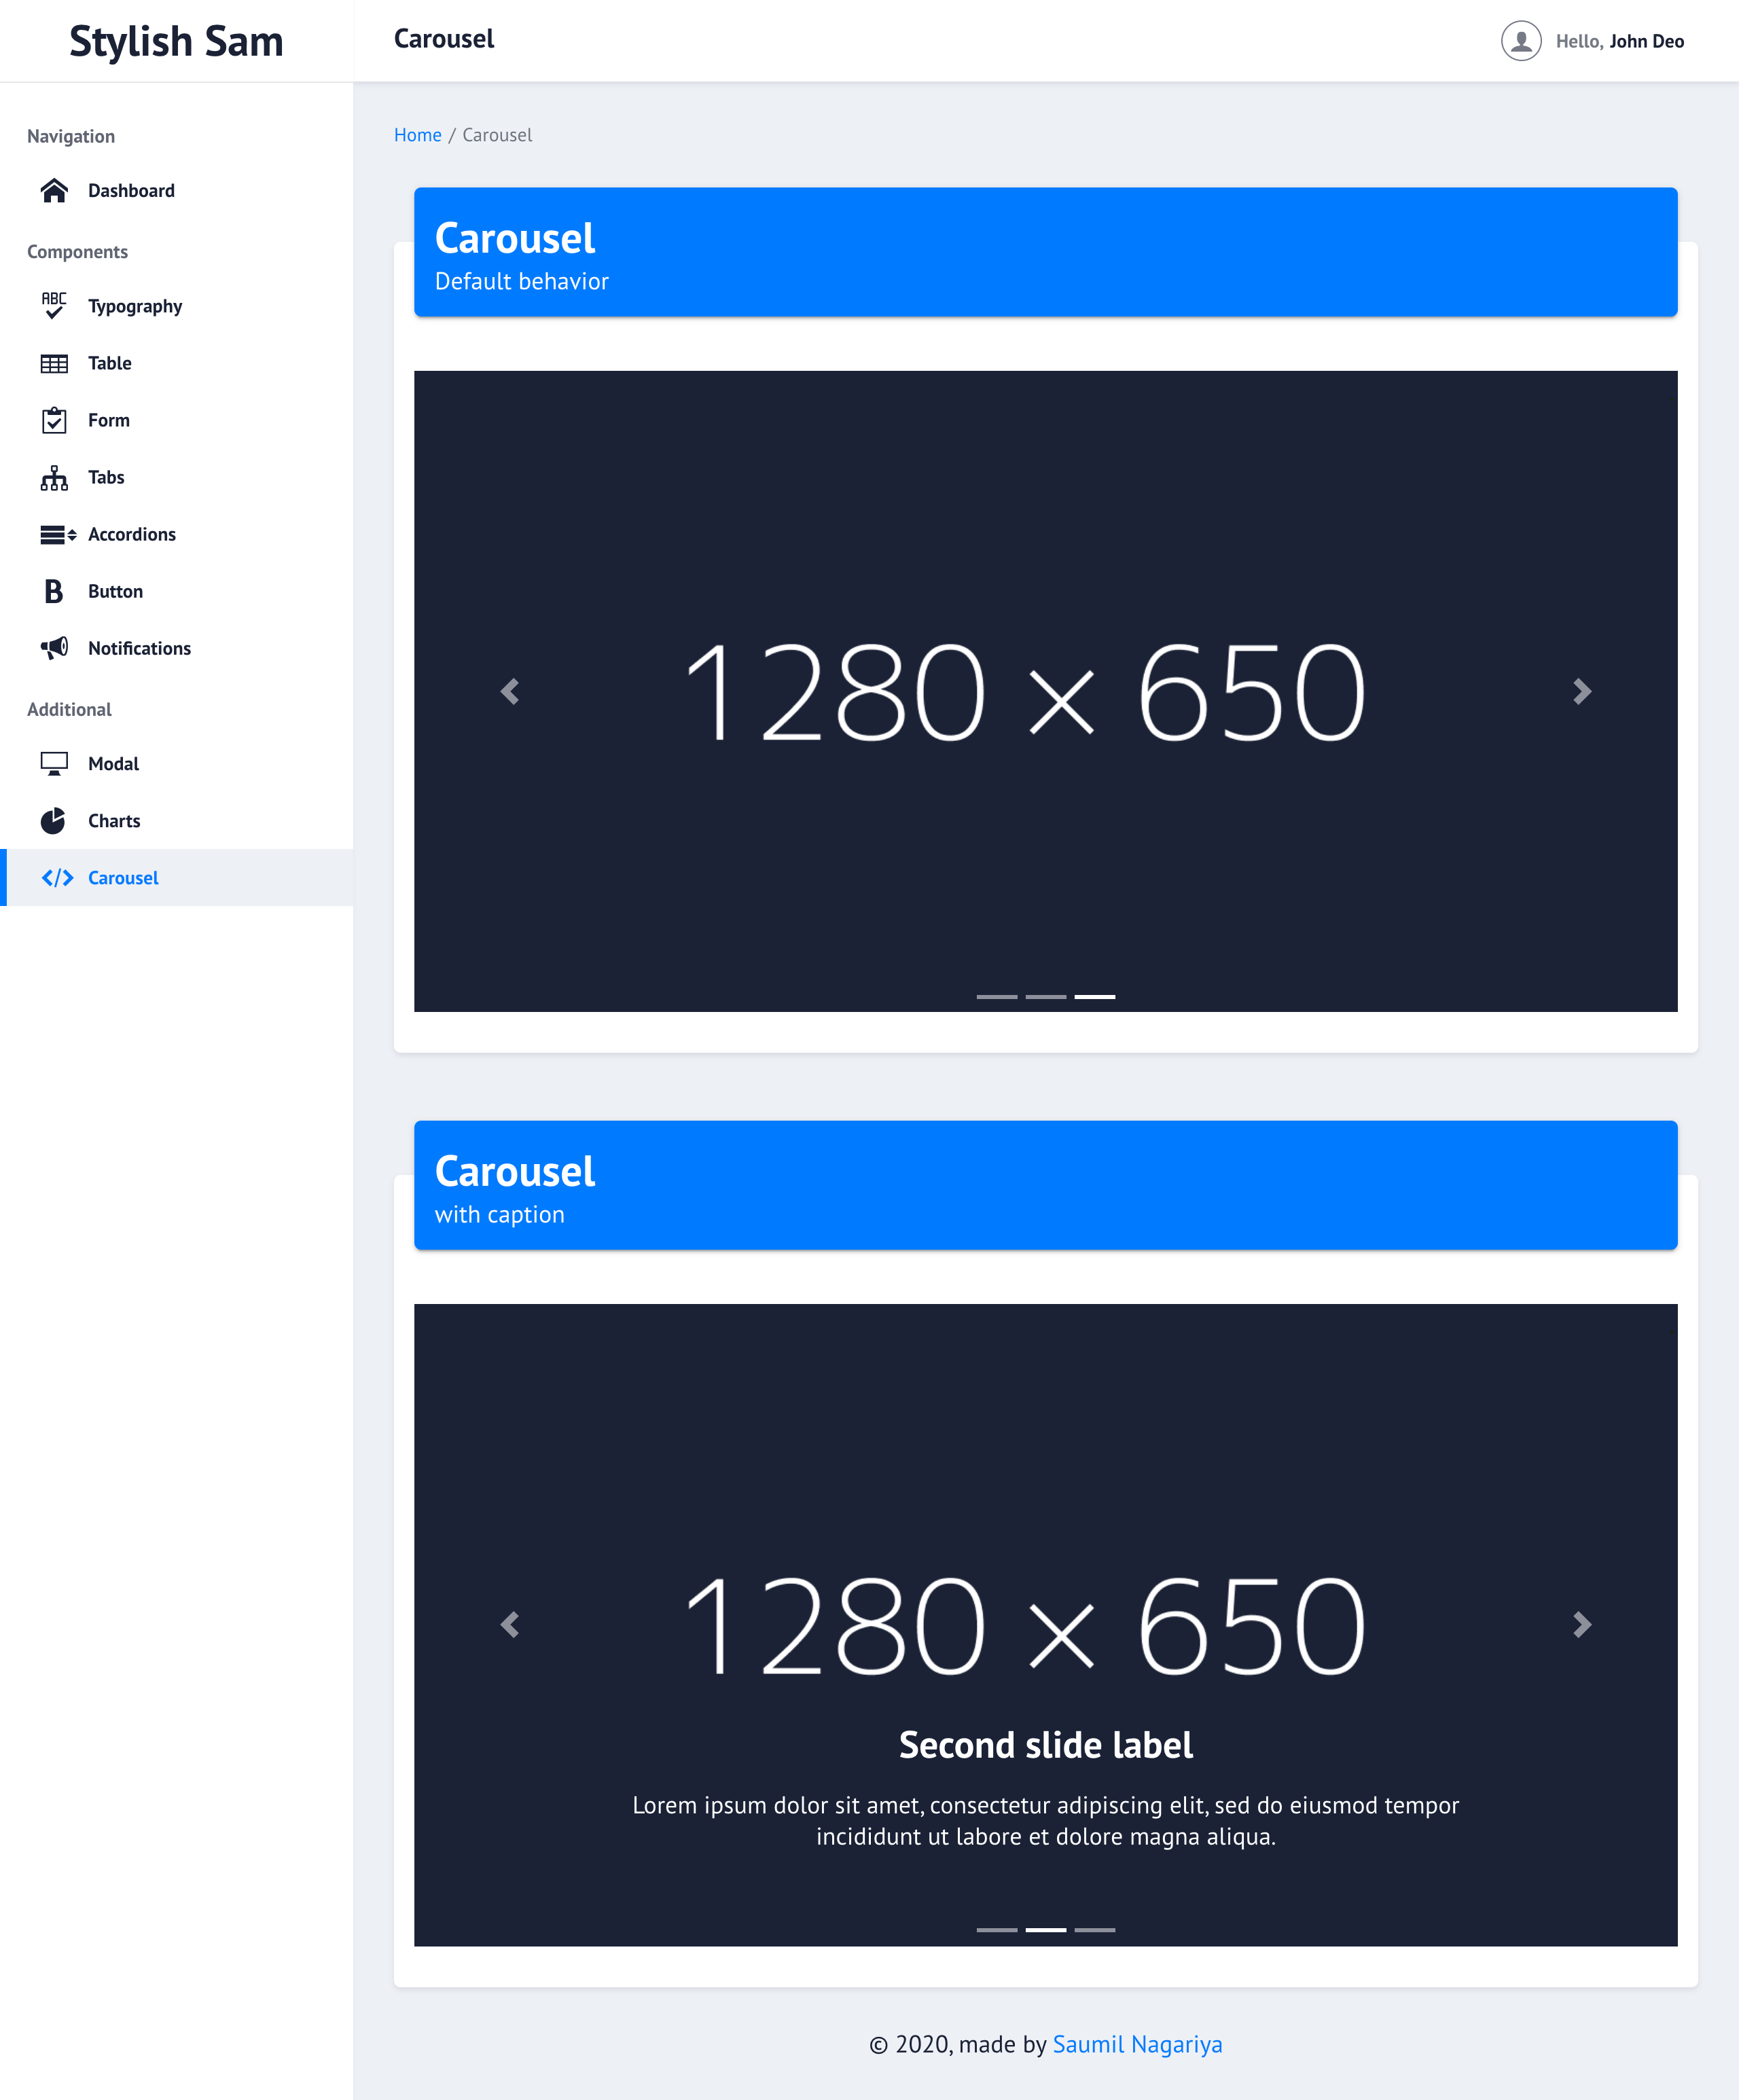 Stylish Sam
Carousel
Hello, John Deo
Navigation
Dashboard
Components
ABC
Typography
Table
Form
Tabs
Accordions
B
Button
Notifications
Additional
Modal
Charts
</> Carousel
Home / Carousel
Carousel
Default behavior
1280 × 650
Carousel
with caption
1280 × 650
Second slide label
Lorem ipsum dolor sit amet, consectetur adipiscing elit, sed do eiusmod tempor
incididunt ut labore et dolore magna aliqua.
© 2020, made by Saumil Nagariya